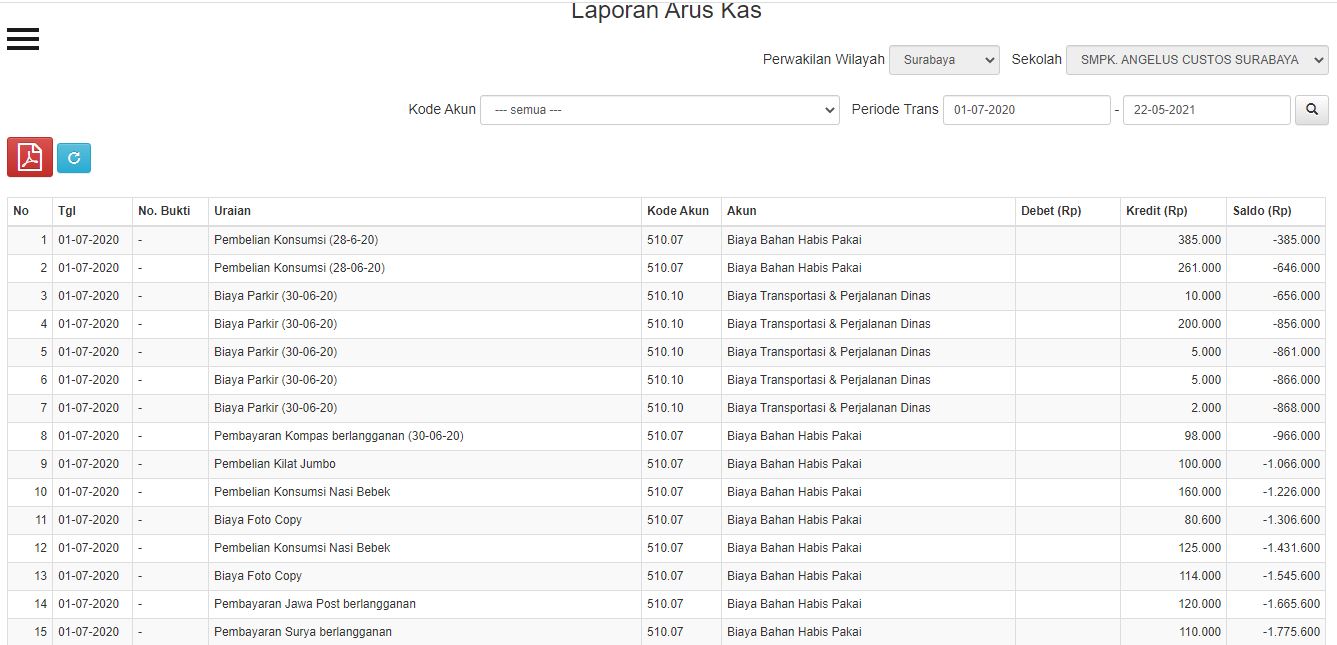 Laporan Arus Kas
Perwakilan Wilayah Surabaya Sekolah SMPK. ANGELUS CUSTOS SURABAYA
Kode Akun --- semua --- Periode Trans 01-07-2020 - 22-05-2021
No Tgl No. Bukti Uraian Kode Akun Akun Debet (Rp) Kredit (Rp) Saldo (Rp)
1 01-07-2020 - Pembelian Konsumsi (28-6-20) 510.07 Biaya Bahan Habis Pakai 385.000 -385.000
2 01-07-2020 - Pembelian Konsumsi (28-06-20) 510.07 Biaya Bahan Habis Pakai 261.000 -646.000
3 01-07-2020 - Biaya Parkir (30-06-20) 510.10 Biaya Transportasi & Perjalanan Dinas 10.000 -656.000
4 01-07-2020 - Biaya Parkir (30-06-20) 510.10 Biaya Transportasi & Perjalanan Dinas 200.000 -856.000
5 01-07-2020 - Biaya Parkir (30-06-20) 510.10 Biaya Transportasi & Perjalanan Dinas 5.000 -861.000
6 01-07-2020 - Biaya Parkir (30-06-20) 510.10 Biaya Transportasi & Perjalanan Dinas 5.000 -866.000
7 01-07-2020 - Biaya Parkir (30-06-20) 510.10 Biaya Transportasi & Perjalanan Dinas 2.000 -868.000
8 01-07-2020 - Pembayaran Kompas berlangganan (30-06-20) 510.07 Biaya Bahan Habis Pakai 98.000 -966.000
9 01-07-2020 - Pembelian Kilat Jumbo 510.07 Biaya Bahan Habis Pakai 100.000 -1.066.000
10 01-07-2020 - Pembelian Konsumsi Nasi Bebek 510.07 Biaya Bahan Habis Pakai 160.000 -1.226.000
11 01-07-2020 - Biaya Foto Copy 510.07 Biaya Bahan Habis Pakai 80.600 -1.306.600
12 01-07-2020 - Pembelian Konsumsi Nasi Bebek 510.07 Biaya Bahan Habis Pakai 125.000 -1.431.600
13 01-07-2020 - Biaya Foto Copy 510.07 Biaya Bahan Habis Pakai 114.000 -1.545.600
14 01-07-2020 - Pembayaran Jawa Post berlangganan 510.07 Biaya Bahan Habis Pakai 120.000 -1.665.600
15 01-07-2020 - Pembayaran Surya berlangganan 510.07 Biaya Bahan Habis Pakai 110.000 -1.775.600